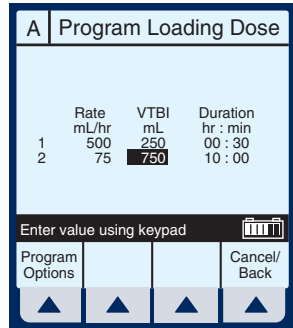 A Program Loading Dose
Rate VTBI Duration
mL/hr mL hr : min
1 500 250 00 : 30
2 75 750 10 : 00
Enter value using keypad
Program Cancel/
Options Back